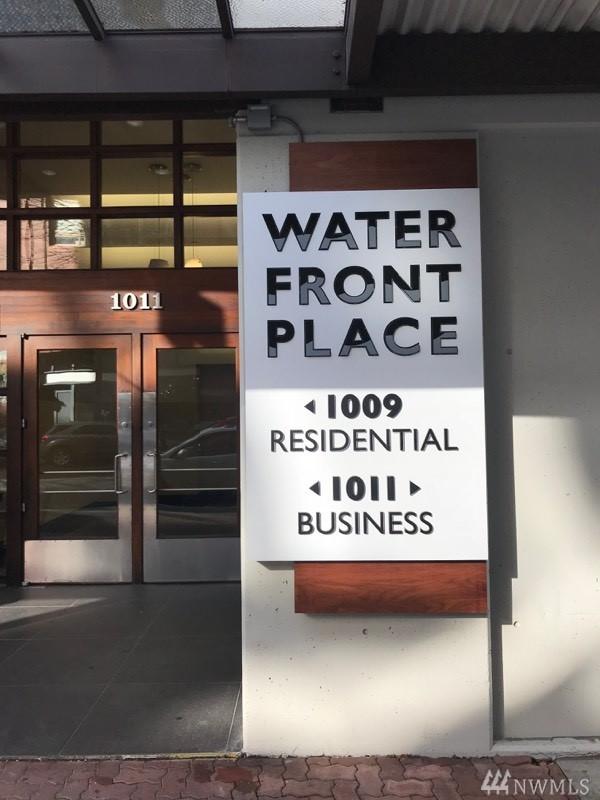 1011
WATER
FRONT
PLACE
◂ 1009
RESIDENTIAL
◂ 1011 ▸
BUSINESS
NWMLS